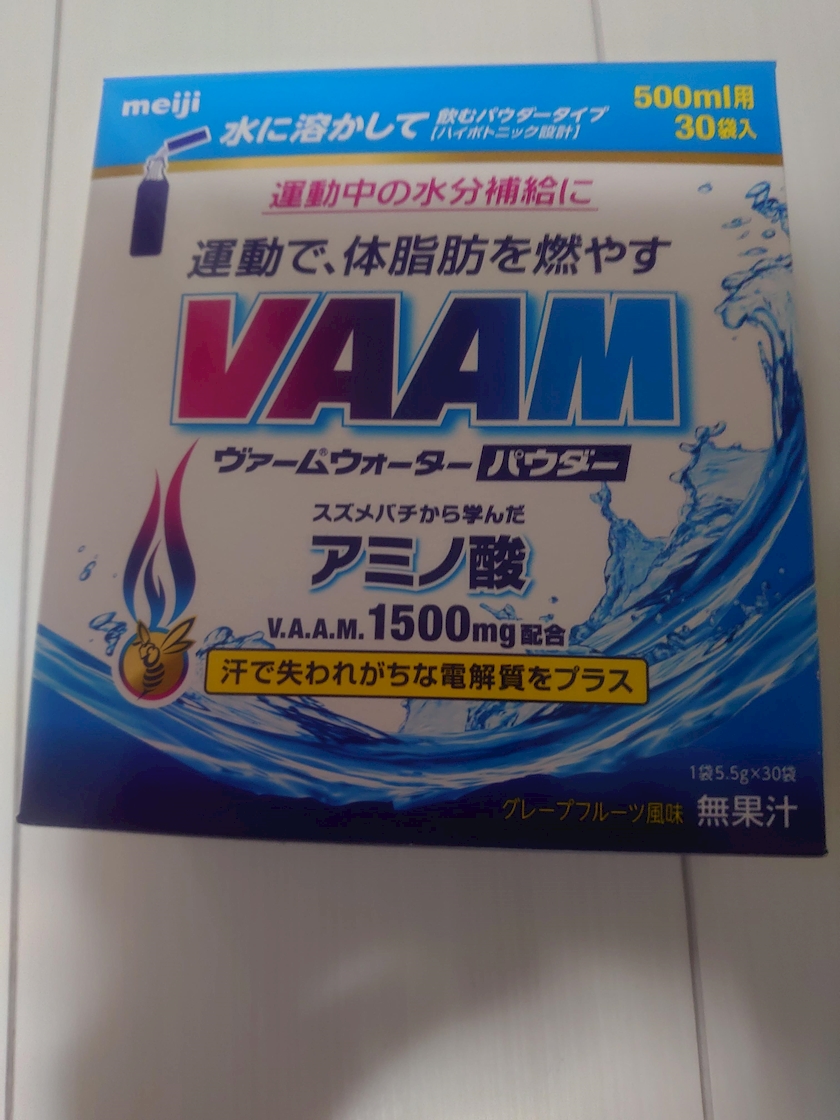 meiji
水に溶かして 飲むパウダータイプ
[ハイポトニック設計]
500ml用
30袋入
運動中の水分補給に
運動で、体脂肪を燃やす
VAAM
ヴァーム®ウォーター パウダー
スズメバチから学んだ
アミノ酸
V.A.A.M. 1500mg配合
汗で失われがちな電解質をプラス
1袋5.5g×30袋
グレープフルーツ風味 無果汁